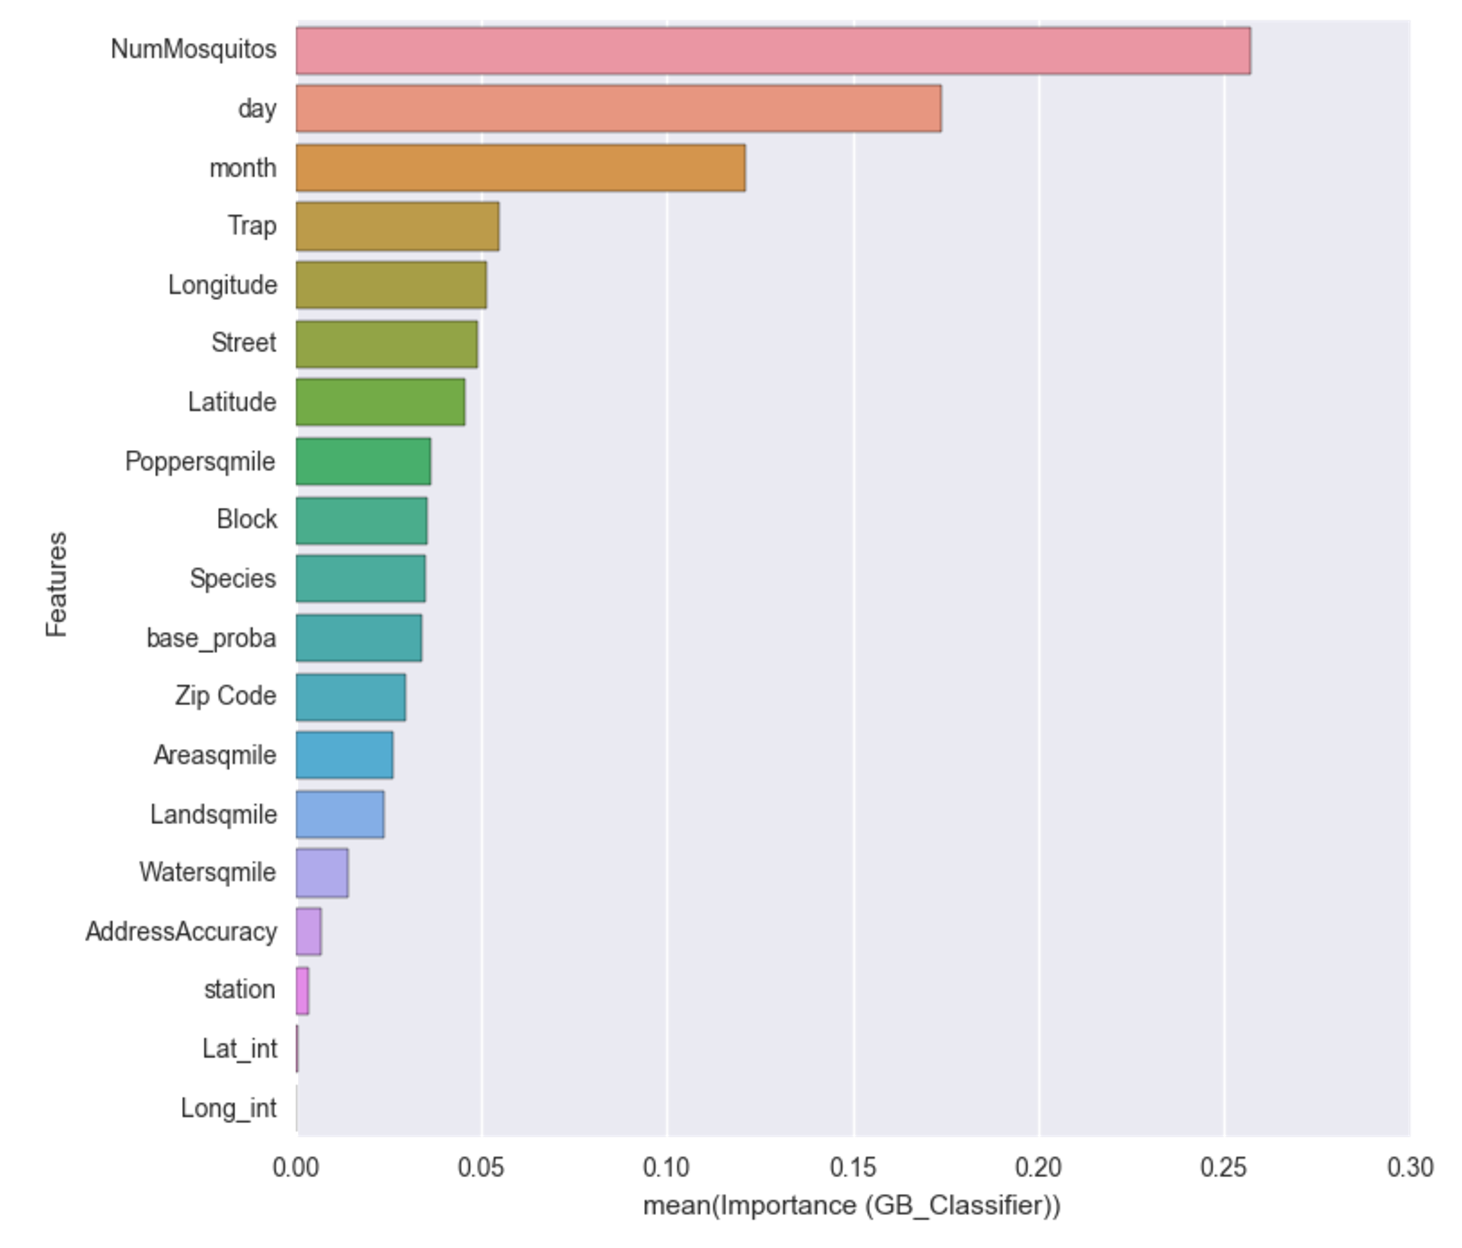 NumMosquitos
day
month
Trap
Longitude
Street
Latitude
Poppersqmile
Block
Species
base_proba
Zip Code
Areasqmile
Landsqmile
Watersqmile
AddressAccuracy
station
Lat_int
Long_int
Features
0.00 0.05 0.10 0.15 0.20 0.25 0.30
mean(Importance (GB_Classifier))